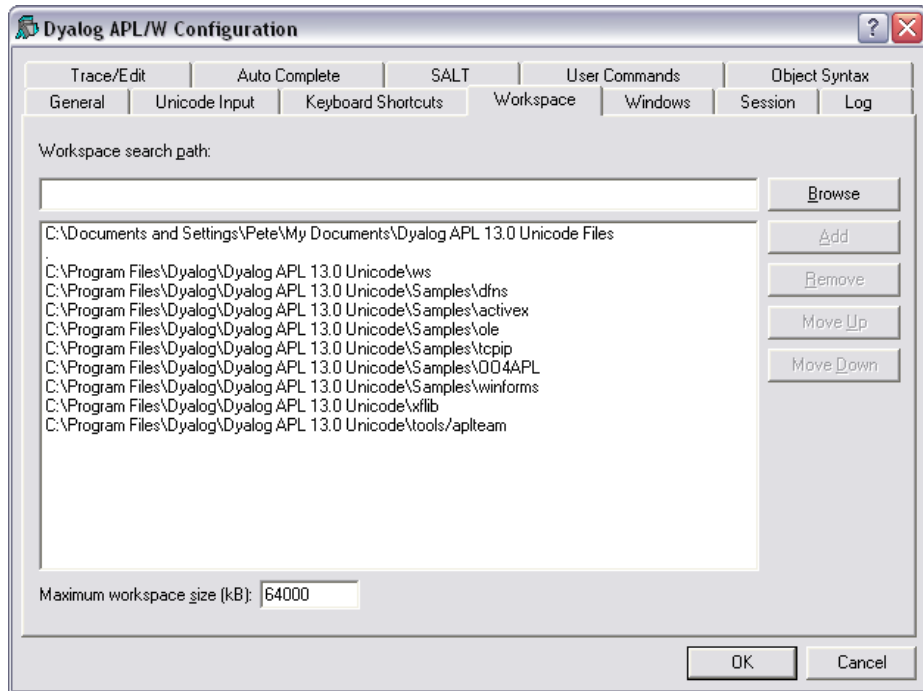 Dyalog APL/W Configuration
Trace/Edit Auto Complete SALT User Commands Object Syntax
General Unicode Input Keyboard Shortcuts Workspace Windows Session Log
Workspace search path:
Browse
C:\Documents and Settings\Pete\My Documents\Dyalog APL 13.0 Unicode Files
Add
.
C:\Program Files\Dyalog\Dyalog APL 13.0 Unicode\ws
C:\Program Files\Dyalog\Dyalog APL 13.0 Unicode\Samples\dfns
Remove
C:\Program Files\Dyalog\Dyalog APL 13.0 Unicode\Samples\activex
C:\Program Files\Dyalog\Dyalog APL 13.0 Unicode\Samples\ole
Move Up
C:\Program Files\Dyalog\Dyalog APL 13.0 Unicode\Samples\tcpip
C:\Program Files\Dyalog\Dyalog APL 13.0 Unicode\Samples\OO4APL
Move Down
C:\Program Files\Dyalog\Dyalog APL 13.0 Unicode\Samples\winforms
C:\Program Files\Dyalog\Dyalog APL 13.0 Unicode\xflib
C:\Program Files\Dyalog\Dyalog APL 13.0 Unicode\tools/aplteam
Maximum workspace size (kB): 64000
OK Cancel